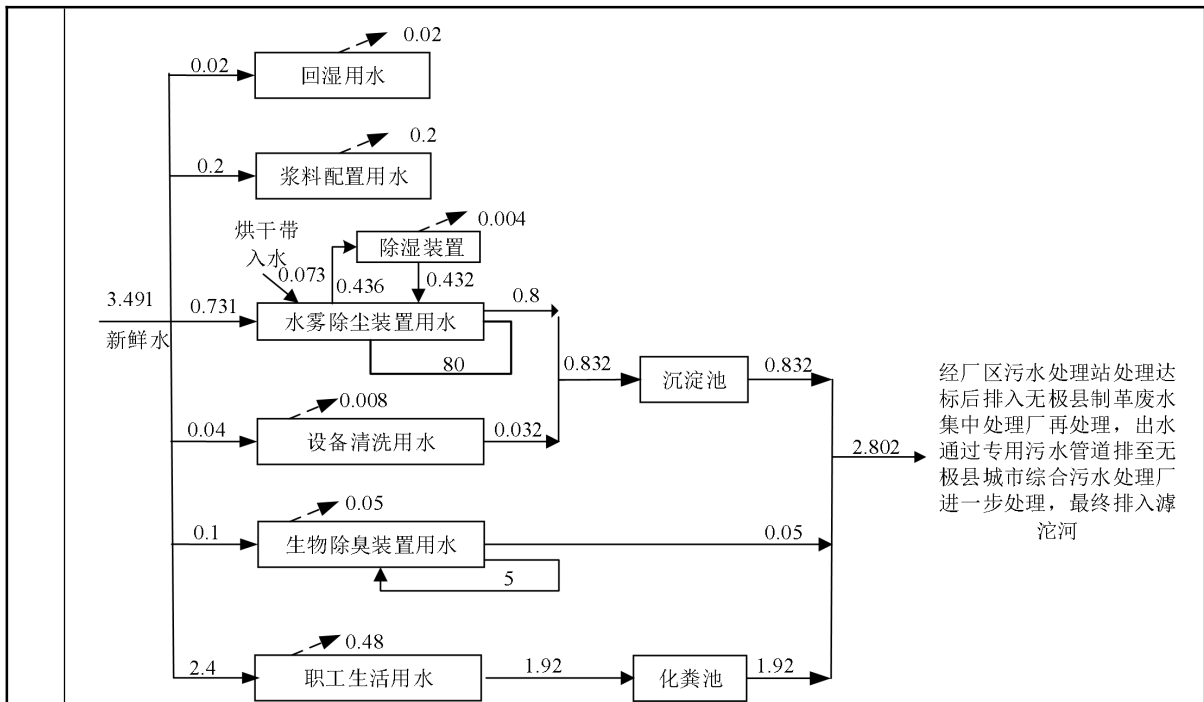 0.02
0.02
回湿用水
0.2
0.2
浆料配置用水
0.004
烘干带
入水
除湿装置
0.073
0.436
0.432
3.491
新鲜水
0.731
水雾除尘装置用水
0.8
80
0.832
沉淀池
0.832
0.008
0.04
设备清洗用水
0.032
2.802
经厂区污水处理站处理达
标后排入无极县制革废水
集中处理厂再处理，出水
通过专用污水管道排至无
极县城市综合污水处理厂
进一步处理，最终排入滹
沱河
0.05
0.1
生物除臭装置用水
0.05
5
0.48
2.4
职工生活用水
1.92
化粪池
1.92